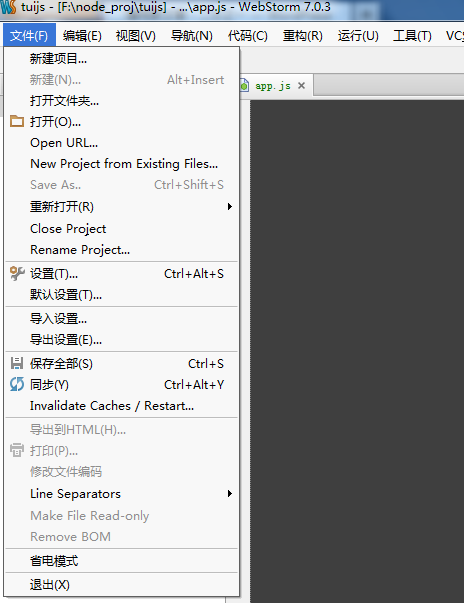 tuijs - [F:\node_proj\tuijs] - ...\app.js - WebStorm 7.0.3
文件(F) 编辑(E) 视图(V) 导航(N) 代码(C) 重构(R) 运行(U) 工具(T) VC
app.js
新建项目...
新建(N)... Alt+Insert
打开文件夹...
打开(O)...
Open URL...
New Project from Existing Files...
Save As.. Ctrl+Shift+S
重新打开(R)
Close Project
Rename Project...
设置(T)... Ctrl+Alt+S
默认设置(T)...
导入设置...
导出设置(E)...
保存全部(S) Ctrl+S
同步(Y) Ctrl+Alt+Y
Invalidate Caches / Restart...
导出到HTML(H)...
打印(P)...
修改文件编码
Line Separators
Make File Read-only
Remove BOM
省电模式
退出(X)